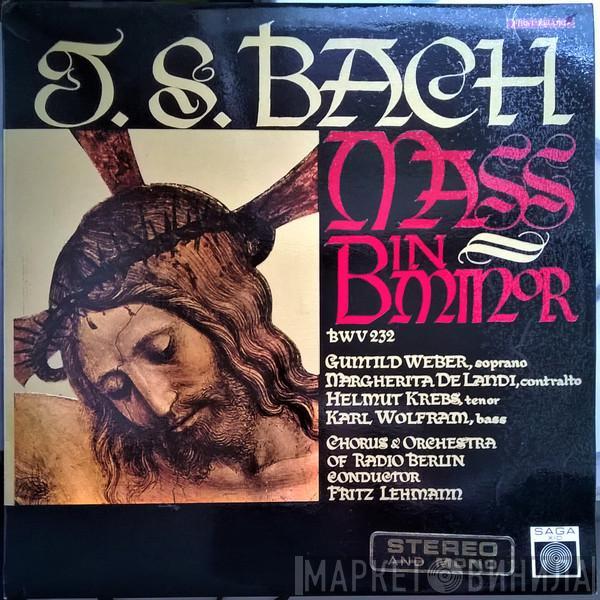 J. S. BACH
MASS
IN
B MINOR
BWV 232
GUNTILD WEBER, soprano
MARGHERITA DE LANDI, contralto
HELMUT KREBS, tenor
KARL WOLFRAM, bass
CHORUS & ORCHESTRA
OF RADIO BERLIN
CONDUCTOR
FRITZ LEHMANN
STEREO
AND MONO
SAGA
XID
МАРКЕТ ВИНИЛА